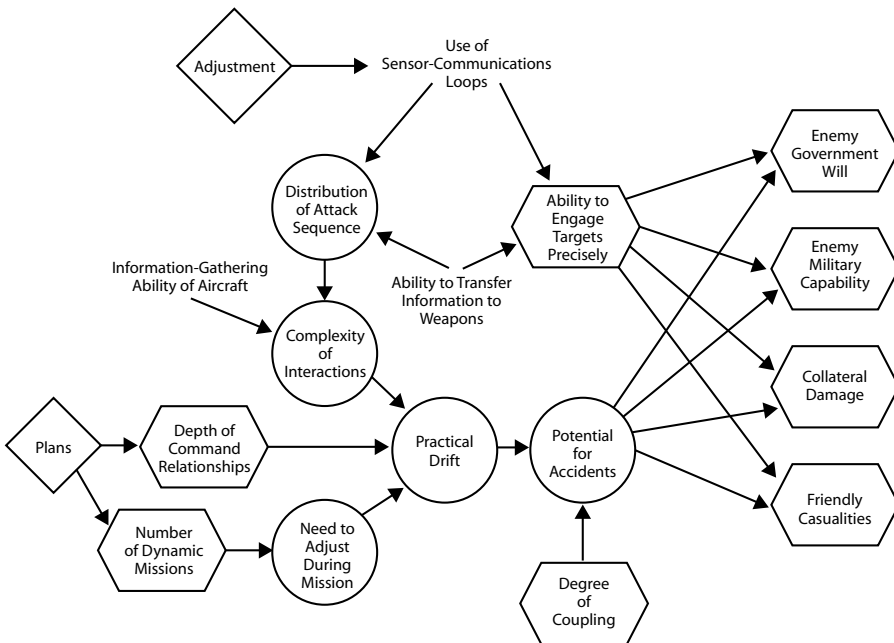 Adjustment
Use of
Sensor-Communications
Loops
Enemy
Government
Will
Distribution
of Attack
Sequence
Ability to
Engage
Targets
Precisely
Information-Gathering
Ability of Aircraft
Ability to Transfer
Information to
Weapons
Enemy
Military
Capability
Complexity
of
Interactions
Collateral
Damage
Plans
Depth of
Command
Relationships
Practical
Drift
Potential
for
Accidents
Friendly
Casualities
Number
of Dynamic
Missions
Need to
Adjust
During
Mission
Degree
of
Coupling